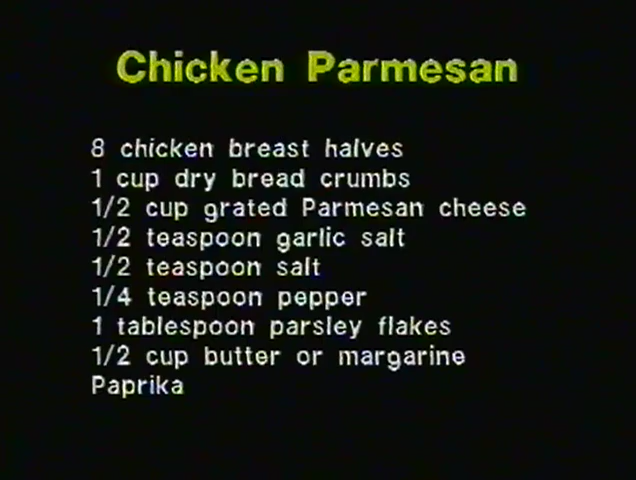 Chicken Parmesan
8 chicken breast halves
1 cup dry bread crumbs
1/2 cup grated Parmesan cheese
1/2 teaspoon garlic salt
1/2 teaspoon salt
1/4 teaspoon pepper
1 tablespoon parsley flakes
1/2 cup butter or margarine
Paprika